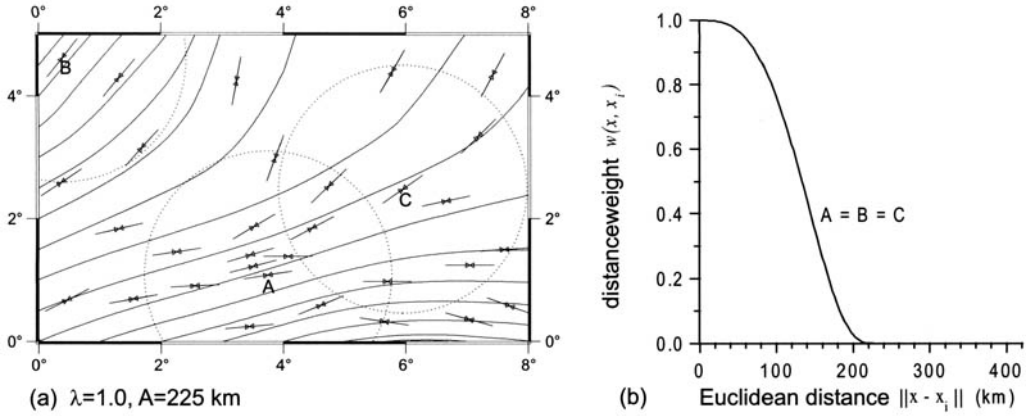 0° 2° 4° 6° 8°
B
4° 4°
C
2° 2°
A
0° 0°
0° 2° 4° 6° 8°
(a) λ=1.0, A=225 km
1.0
0.8
0.6
0.4
0.2
0.0
distanceweight w(x, x_i)
A = B = C
0 100 200 300 400
(b) Euclidean distance ||x - x_i|| (km)